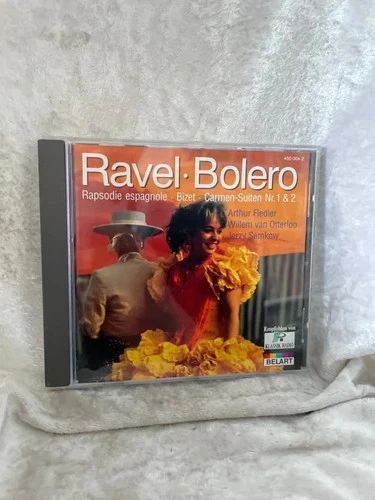 450 004-2
Ravel · Bolero
Rapsodie espagnole · Bizet · Carmen-Suiten Nr. 1 & 2
Arthur Fiedler
Willem van Otterloo
Jerzy Semkow
Empfohlen von
KLASSIK RADIO
BELART